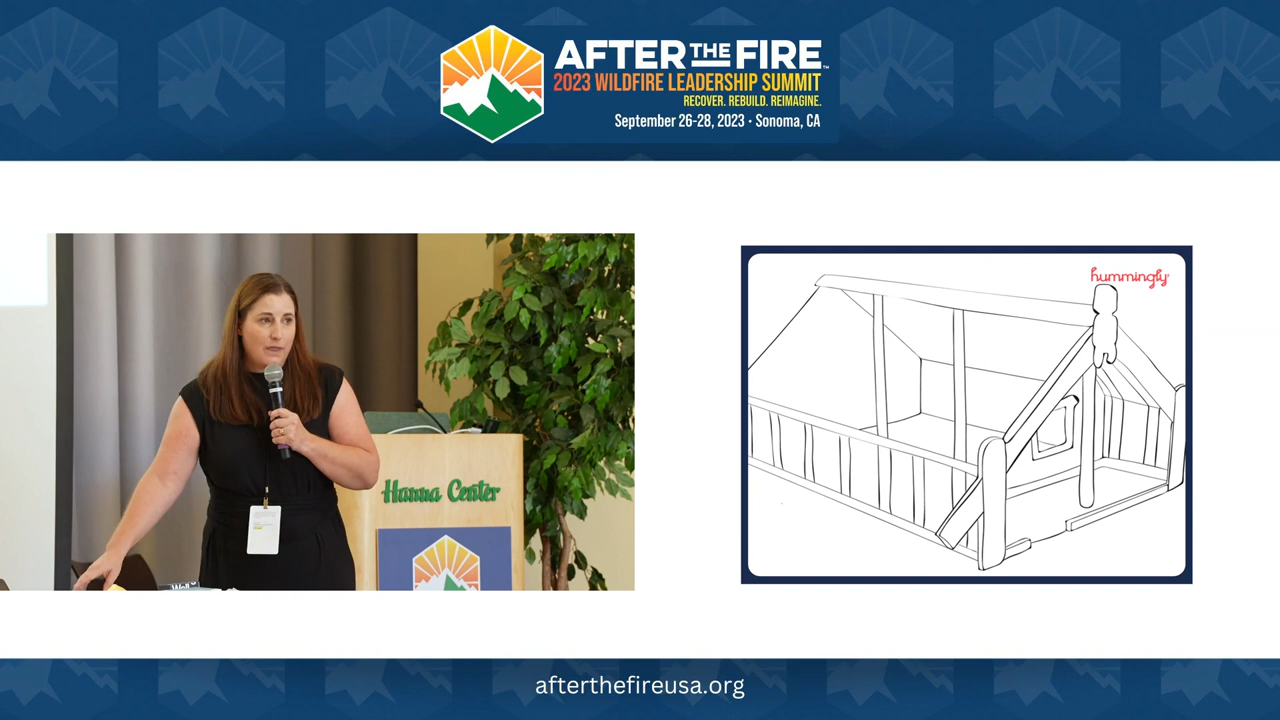 AFTER THE FIRE™
2023 WILDFIRE LEADERSHIP SUMMIT
RECOVER. REBUILD. REIMAGINE.
September 26-28, 2023 • Sonoma, CA
hummingly
Hanna Center
afterthefireusa.org